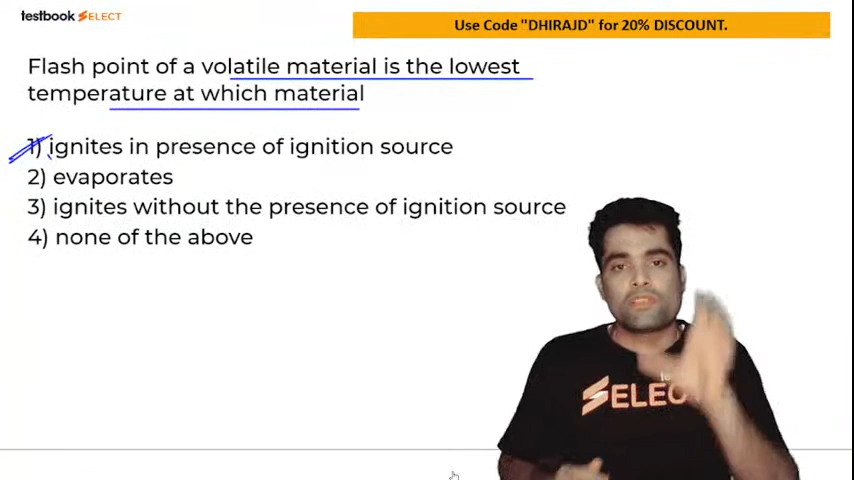 testbook SELECT
Use Code "DHIRAJD" for 20% DISCOUNT.
Flash point of a volatile material is the lowest
temperature at which material
1) ignites in presence of ignition source
2) evaporates
3) ignites without the presence of ignition source
4) none of the above
te
SELEC